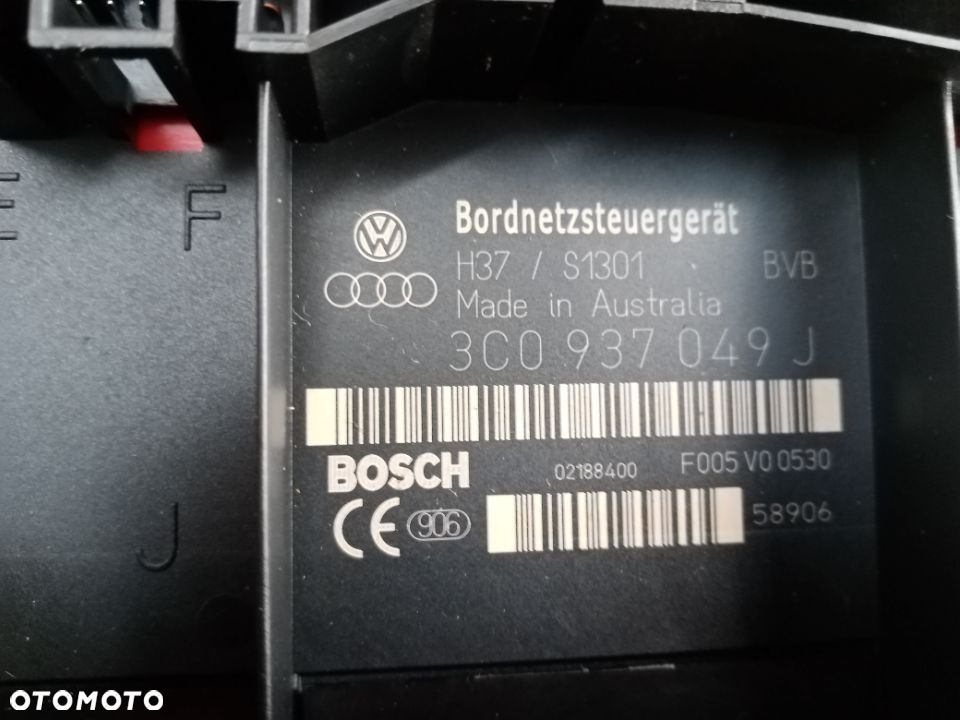 E
F
J
Bordnetzsteuergerät
H37 / S1301 BVB
Made in Australia
3C0 937 049 J
BOSCH 02188400 F005 V0 0530
CE 906 58906
OTOMOTO